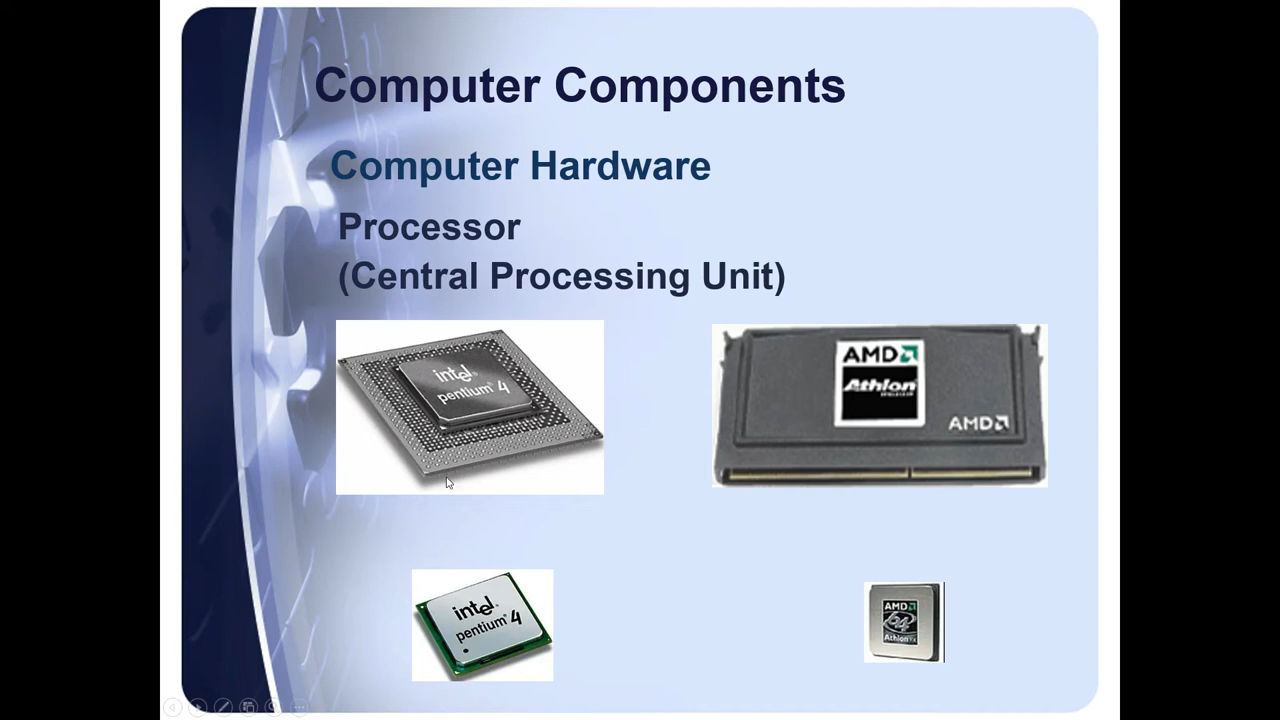 Computer Components
Computer Hardware
Processor
(Central Processing Unit)
intel
pentium® 4
AMD
Athlon
AMD
intel
pentium® 4
AMD
64
Athlon